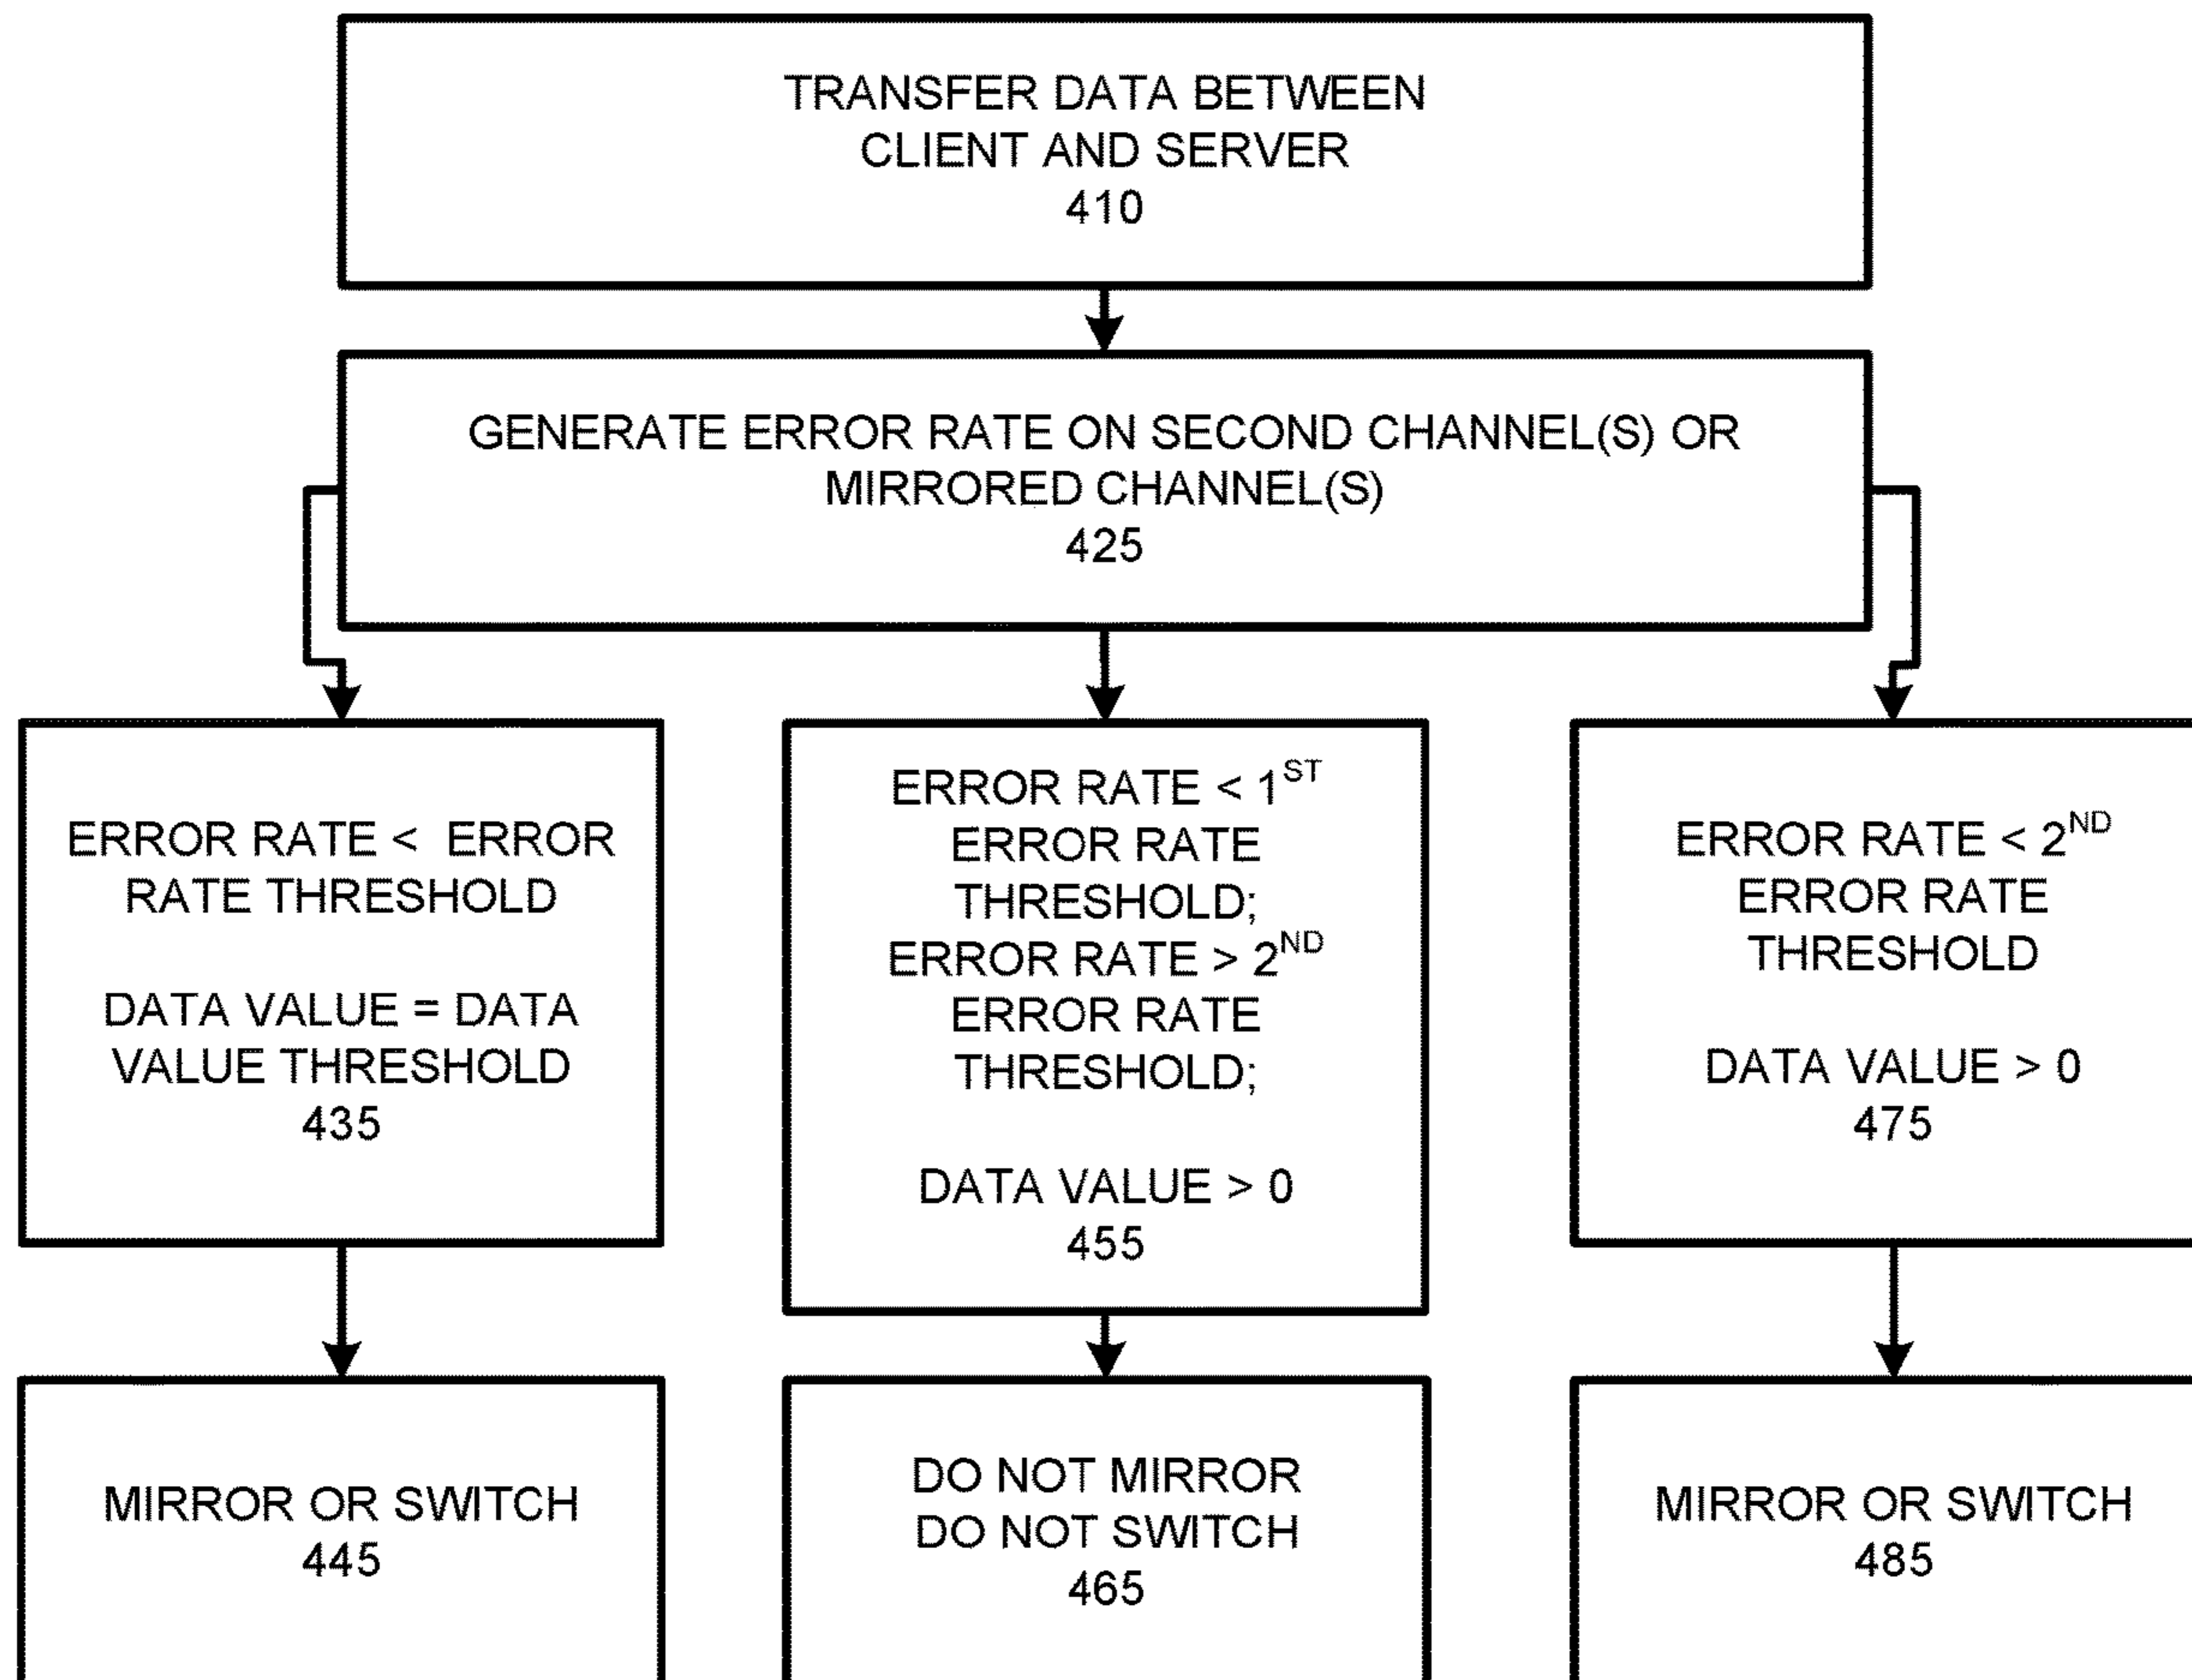 TRANSFER DATA BETWEEN
CLIENT AND SERVER
410
GENERATE ERROR RATE ON SECOND CHANNEL(S) OR
MIRRORED CHANNEL(S)
425
ERROR RATE < ERROR
RATE THRESHOLD
DATA VALUE = DATA
VALUE THRESHOLD
435
ERROR RATE < 1ST
ERROR RATE
THRESHOLD;
ERROR RATE > 2ND
ERROR RATE
THRESHOLD;
DATA VALUE > 0
455
ERROR RATE < 2ND
ERROR RATE
THRESHOLD
DATA VALUE > 0
475
MIRROR OR SWITCH
445
DO NOT MIRROR
DO NOT SWITCH
465
MIRROR OR SWITCH
485